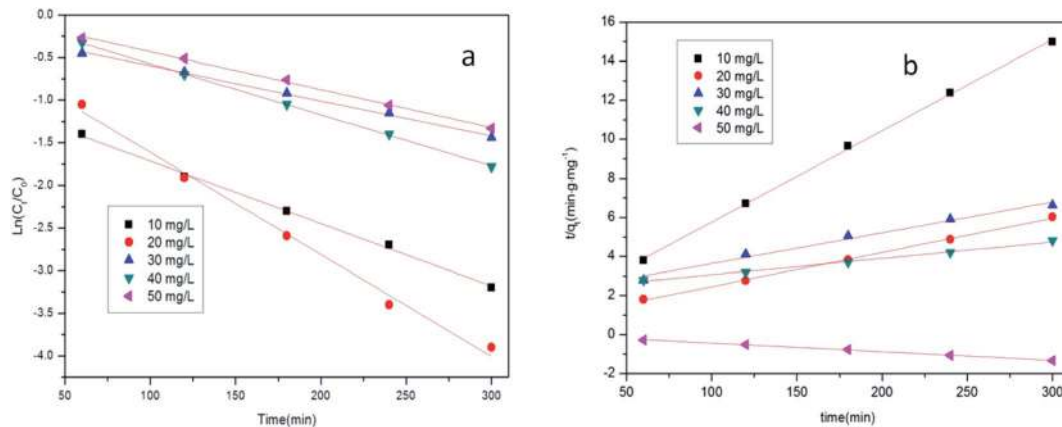 0.0
-0.5
-1.0
-1.5
-2.0
-2.5
-3.0
-3.5
-4.0
Ln(Ct/C0)
a
10 mg/L
20 mg/L
30 mg/L
40 mg/L
50 mg/L
50 100 150 200 250 300
Time(min)
16
14
12
10
8
6
4
2
0
-2
t/qt(min·g·mg-1)
b
10 mg/L
20 mg/L
30 mg/L
40 mg/L
50 mg/L
50 100 150 200 250 300
time(min)